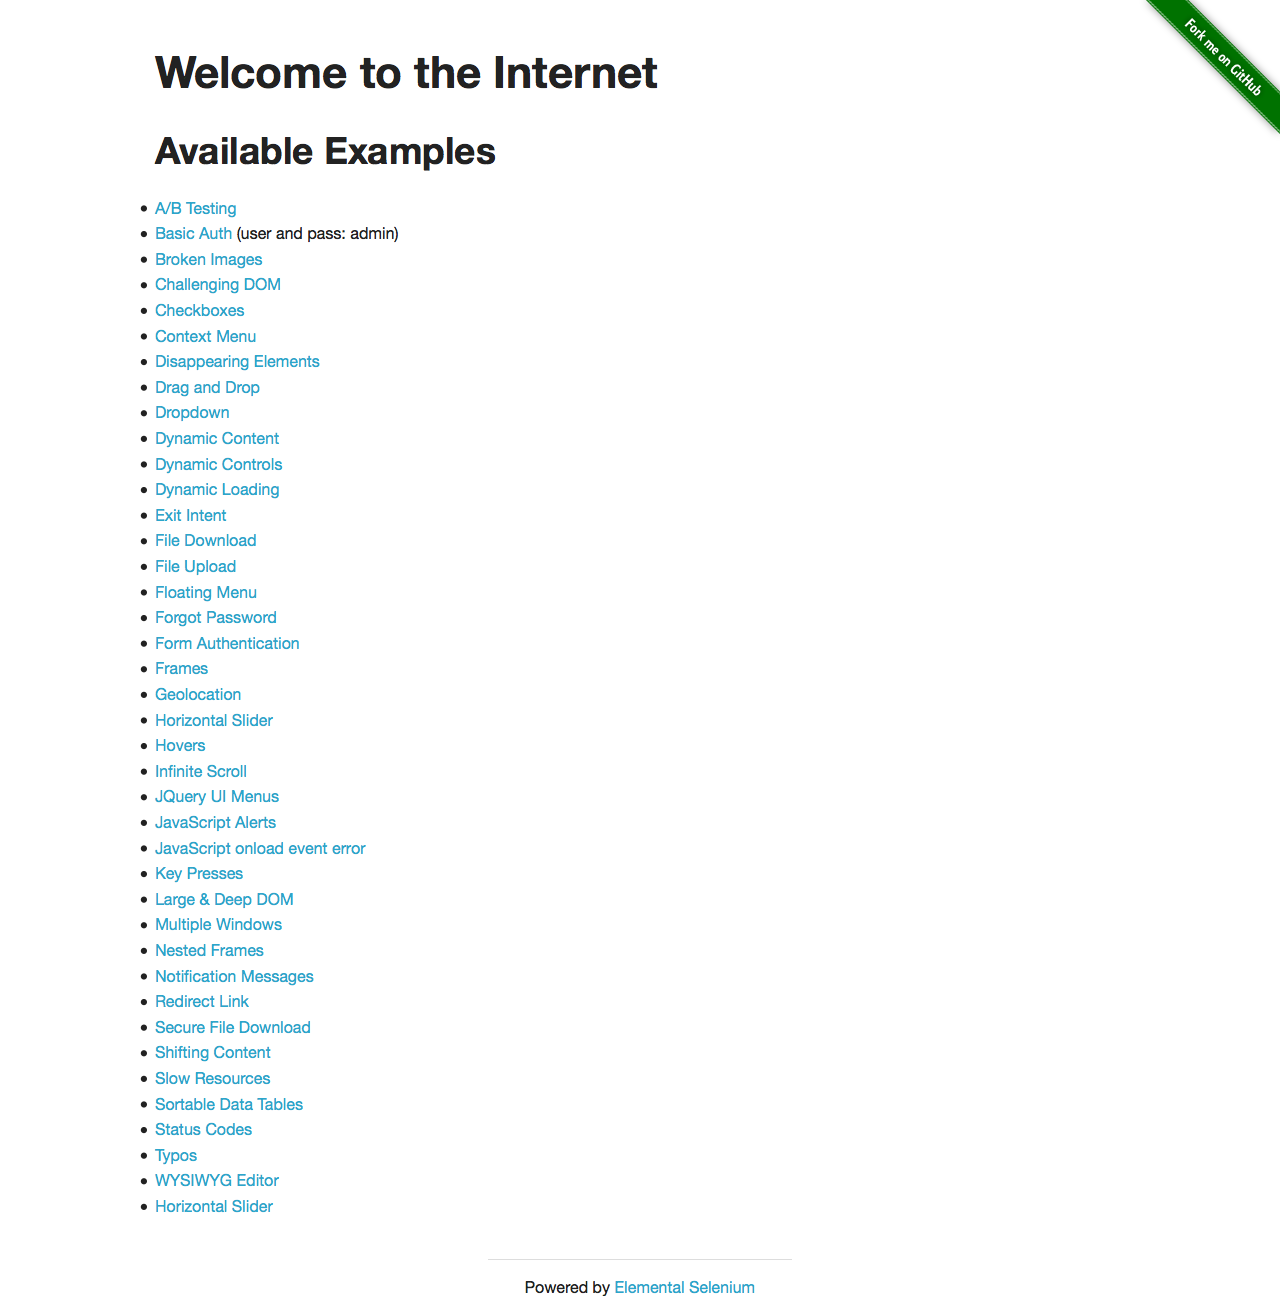 Fork me on GitHub
Welcome to the Internet
Available Examples
A/B Testing
Basic Auth (user and pass: admin)
Broken Images
Challenging DOM
Checkboxes
Context Menu
Disappearing Elements
Drag and Drop
Dropdown
Dynamic Content
Dynamic Controls
Dynamic Loading
Exit Intent
File Download
File Upload
Floating Menu
Forgot Password
Form Authentication
Frames
Geolocation
Horizontal Slider
Hovers
Infinite Scroll
JQuery UI Menus
JavaScript Alerts
JavaScript onload event error
Key Presses
Large & Deep DOM
Multiple Windows
Nested Frames
Notification Messages
Redirect Link
Secure File Download
Shifting Content
Slow Resources
Sortable Data Tables
Status Codes
Typos
WYSIWYG Editor
Horizontal Slider
Powered by Elemental Selenium